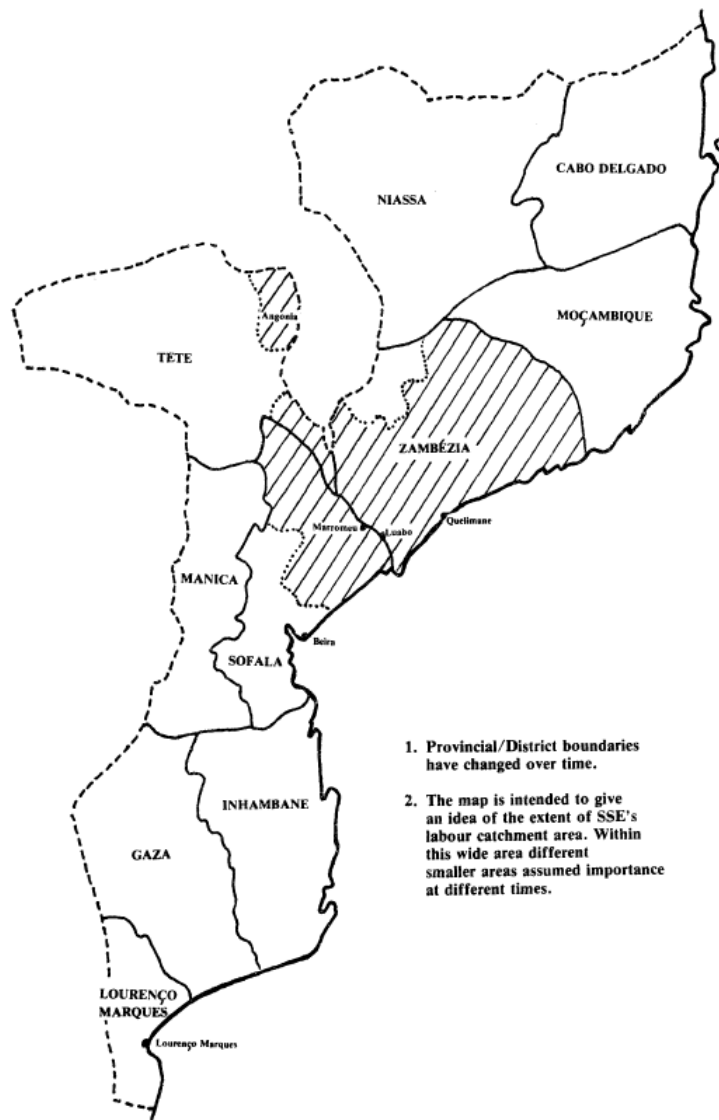 CABO DELGADO
NIASSA
Angonia
MOÇAMBIQUE
TETE
ZAMBÉZIA
Quelimane
Marromeu
Luabo
MANICA
SOFALA
Beira
1. Provincial/District boundaries
have changed over time.
2. The map is intended to give
an idea of the extent of SSE's
labour catchment area. Within
this wide area different
smaller areas assumed importance
at different times.
INHAMBANE
GAZA
LOURENÇO
MARQUES
Lourenço Marques